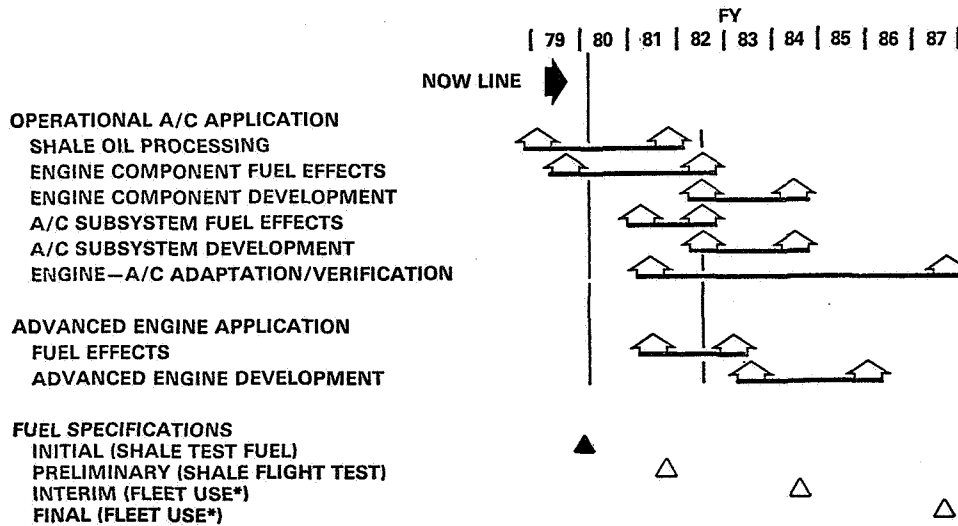 FY
79 | 80 | 81 | 82 | 83 | 84 | 85 | 86 | 87
NOW LINE
OPERATIONAL A/C APPLICATION
SHALE OIL PROCESSING
ENGINE COMPONENT FUEL EFFECTS
ENGINE COMPONENT DEVELOPMENT
A/C SUBSYSTEM FUEL EFFECTS
A/C SUBSYSTEM DEVELOPMENT
ENGINE—A/C ADAPTATION/VERIFICATION
ADVANCED ENGINE APPLICATION
FUEL EFFECTS
ADVANCED ENGINE DEVELOPMENT
FUEL SPECIFICATIONS
INITIAL (SHALE TEST FUEL)
PRELIMINARY (SHALE FLIGHT TEST)
INTERIM (FLEET USE*)
FINAL (FLEET USE*)